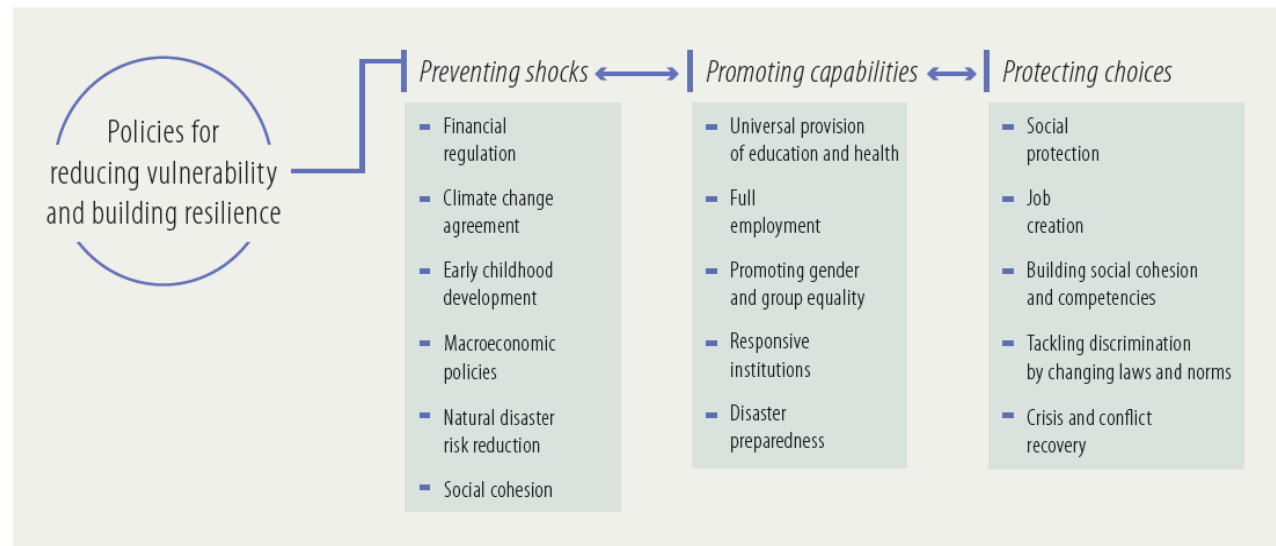 Policies for
reducing vulnerability
and building resilience
Preventing shocks
Financial
regulation
Climate change
agreement
Early childhood
development
Macroeconomic
policies
Natural disaster
risk reduction
Social cohesion
Promoting capabilities
Universal provision
of education and health
Full
employment
Promoting gender
and group equality
Responsive
institutions
Disaster
preparedness
Protecting choices
Social
protection
Job
creation
Building social cohesion
and competencies
Tackling discrimination
by changing laws and norms
Crisis and conflict
recovery